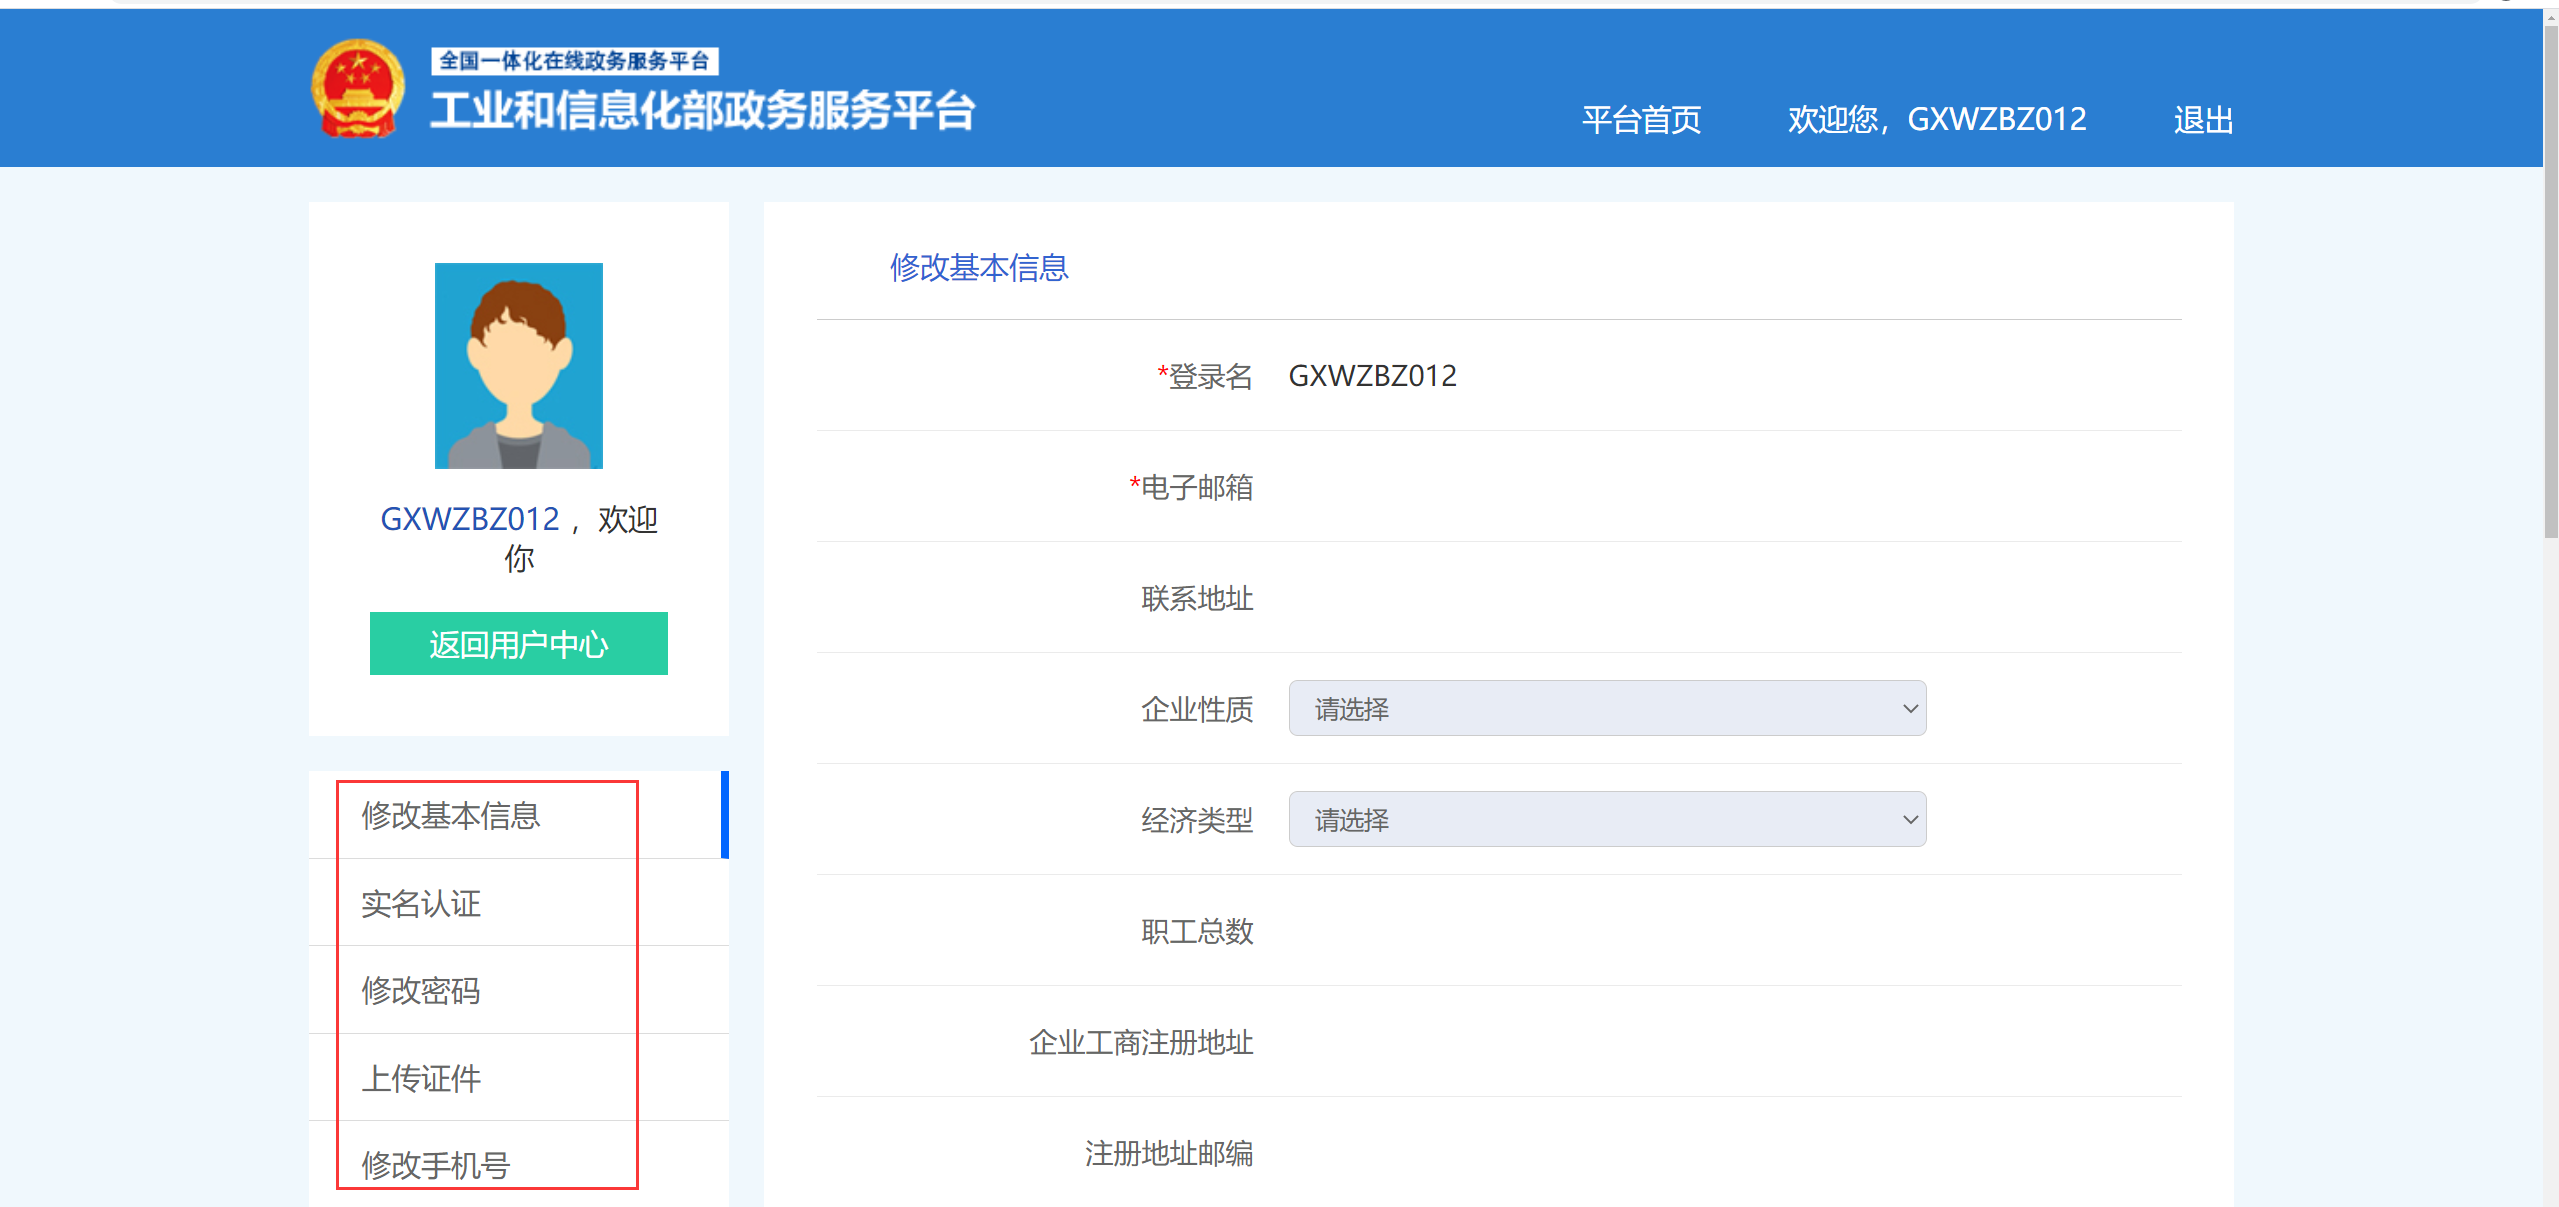 全国一体化在线政务服务平台
工业和信息化部政务服务平台
平台首页 欢迎您，GXWZBZ012 退出
GXWZBZ012 ，欢迎
你
返回用户中心
修改基本信息
实名认证
修改密码
上传证件
修改手机号
修改基本信息
*登录名 GXWZBZ012
*电子邮箱
联系地址
企业性质 请选择
经济类型 请选择
职工总数
企业工商注册地址
注册地址邮编